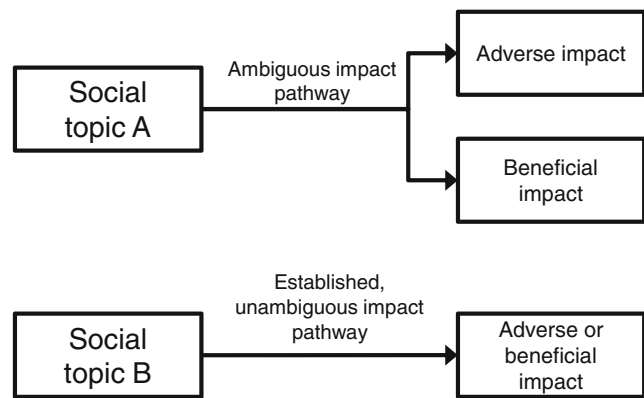 Social
topic A
Ambiguous impact
pathway
Adverse impact
Beneficial
impact
Social
topic B
Established,
unambiguous impact
pathway
Adverse or
beneficial
impact